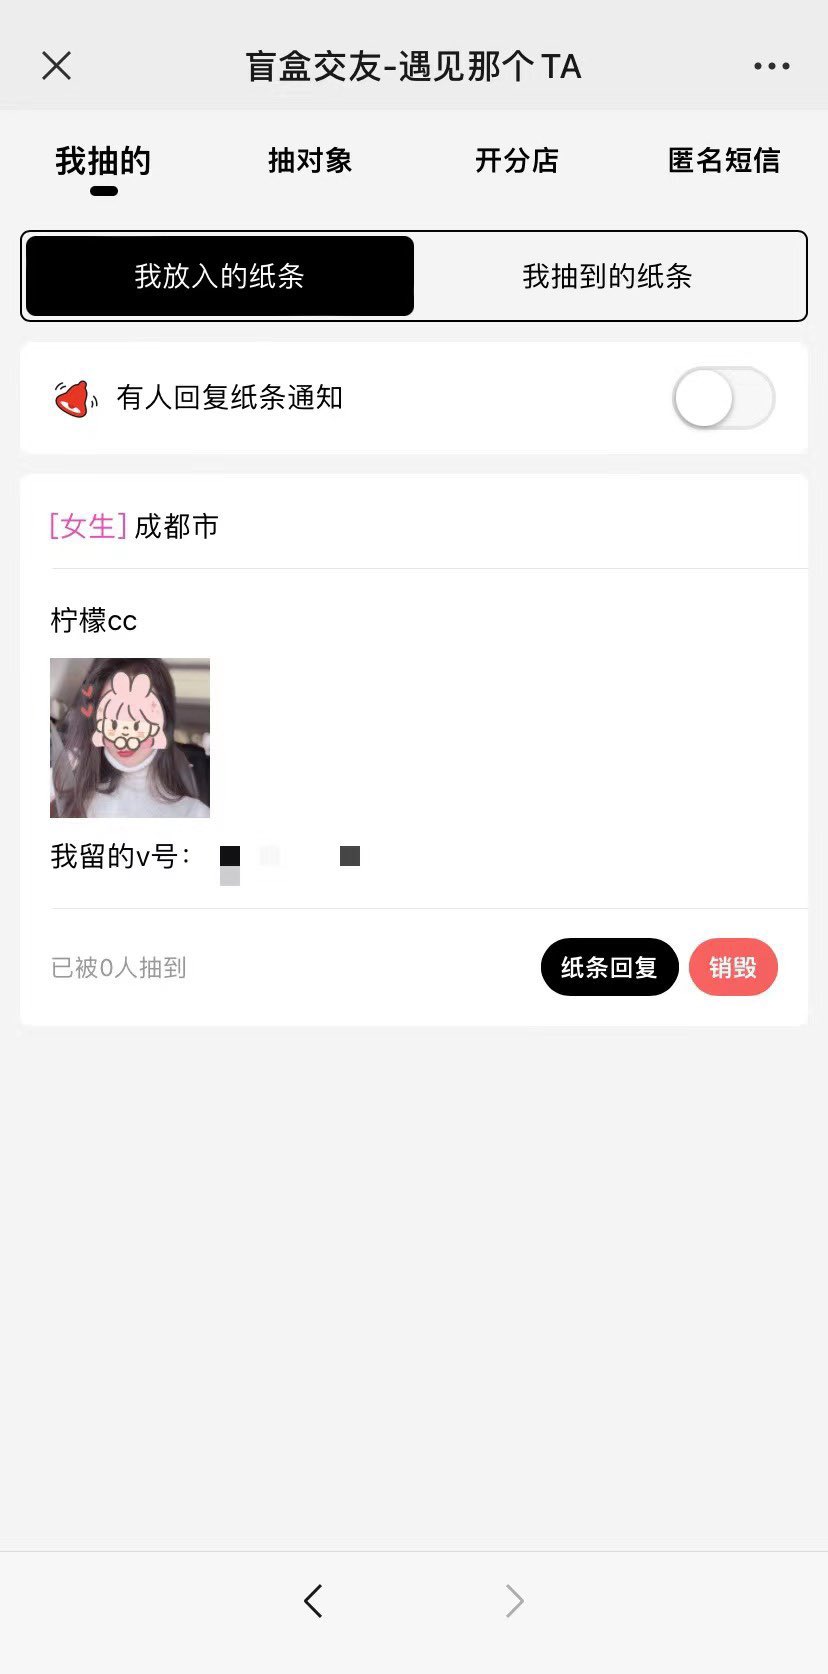 盲盒交友-遇见那个TA
我抽的 抽对象 开分店 匿名短信
我放入的纸条 我抽到的纸条
有人回复纸条通知
[女生] 成都市
柠檬cc
我留的v号：
已被0人抽到 纸条回复 销毁